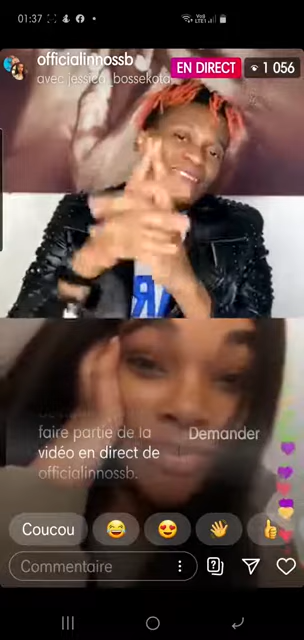 01:37
officialinnossb
avec jessica_bossekota
EN DIRECT
1 056
faire partie de la
vidéo en direct de
officialinnossb.
Demander
Coucou
Commentaire